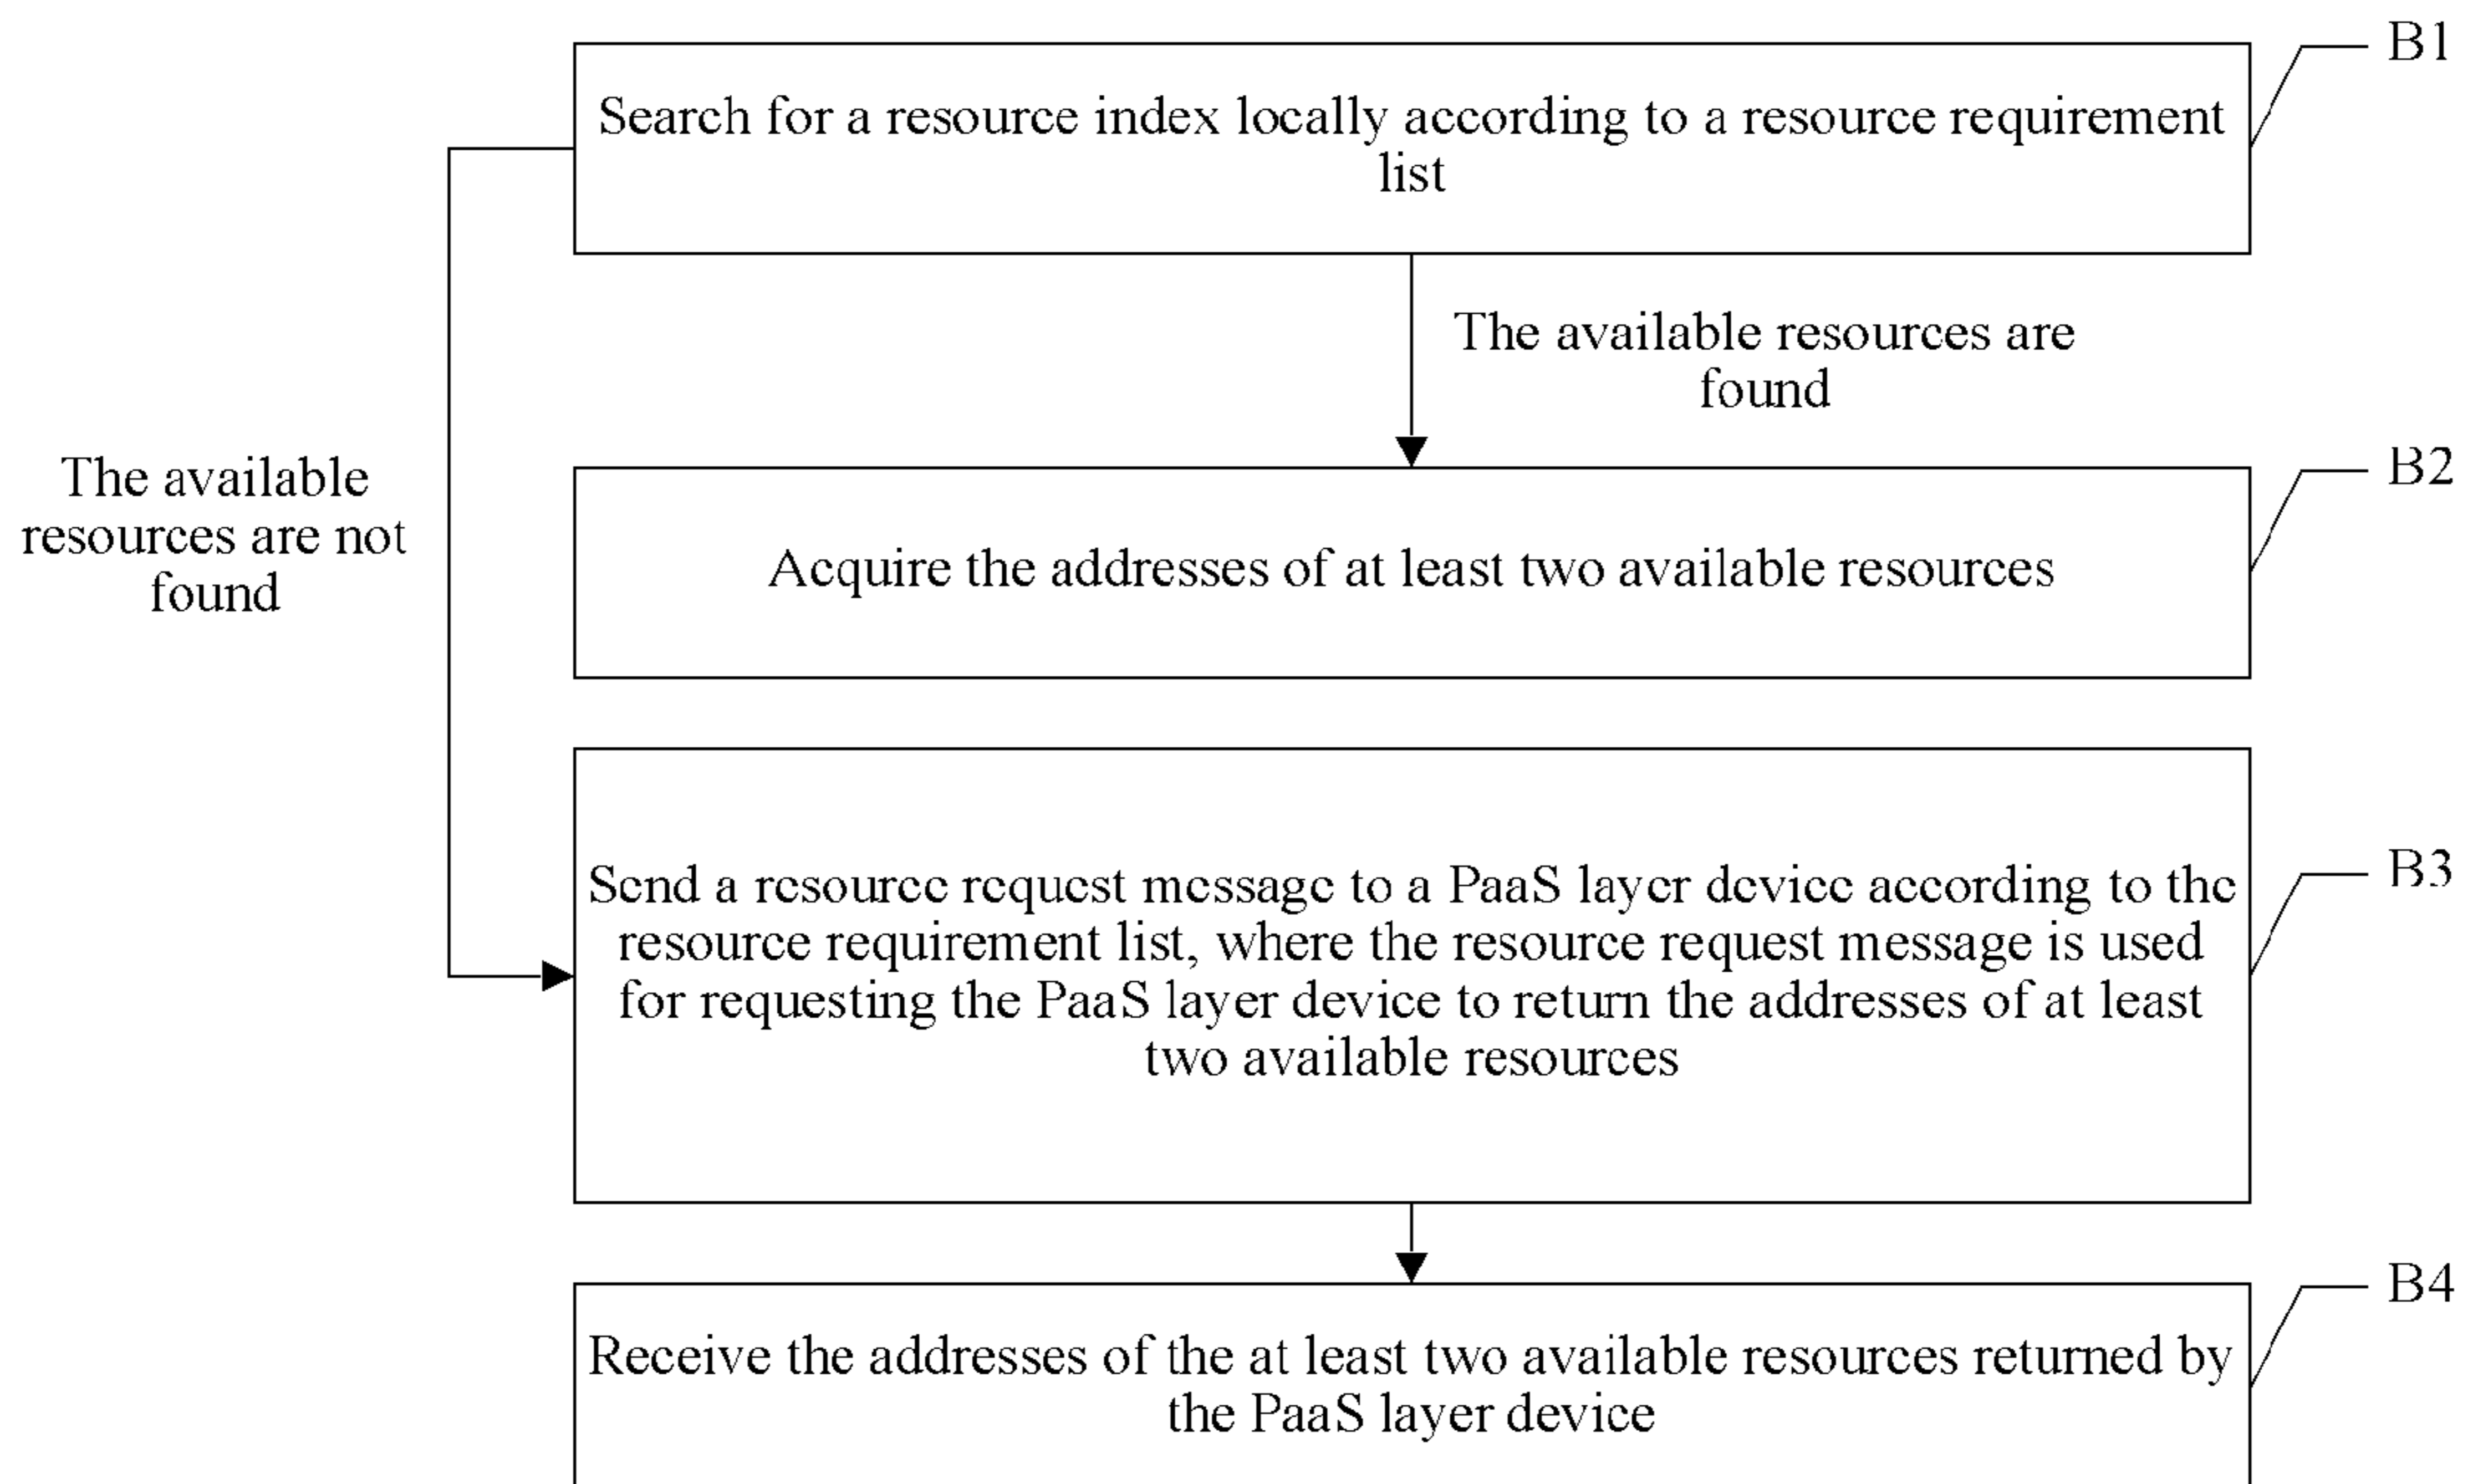 B1
Search for a resource index locally according to a resource requirement
list
The available resources are
found
The available
resources are not
found
B2
Acquire the addresses of at least two available resources
B3
Send a resource request message to a PaaS layer device according to the
resource requirement list, where the resource request message is used
for requesting the PaaS layer device to return the addresses of at least
two available resources
B4
Receive the addresses of the at least two available resources returned by
the PaaS layer device